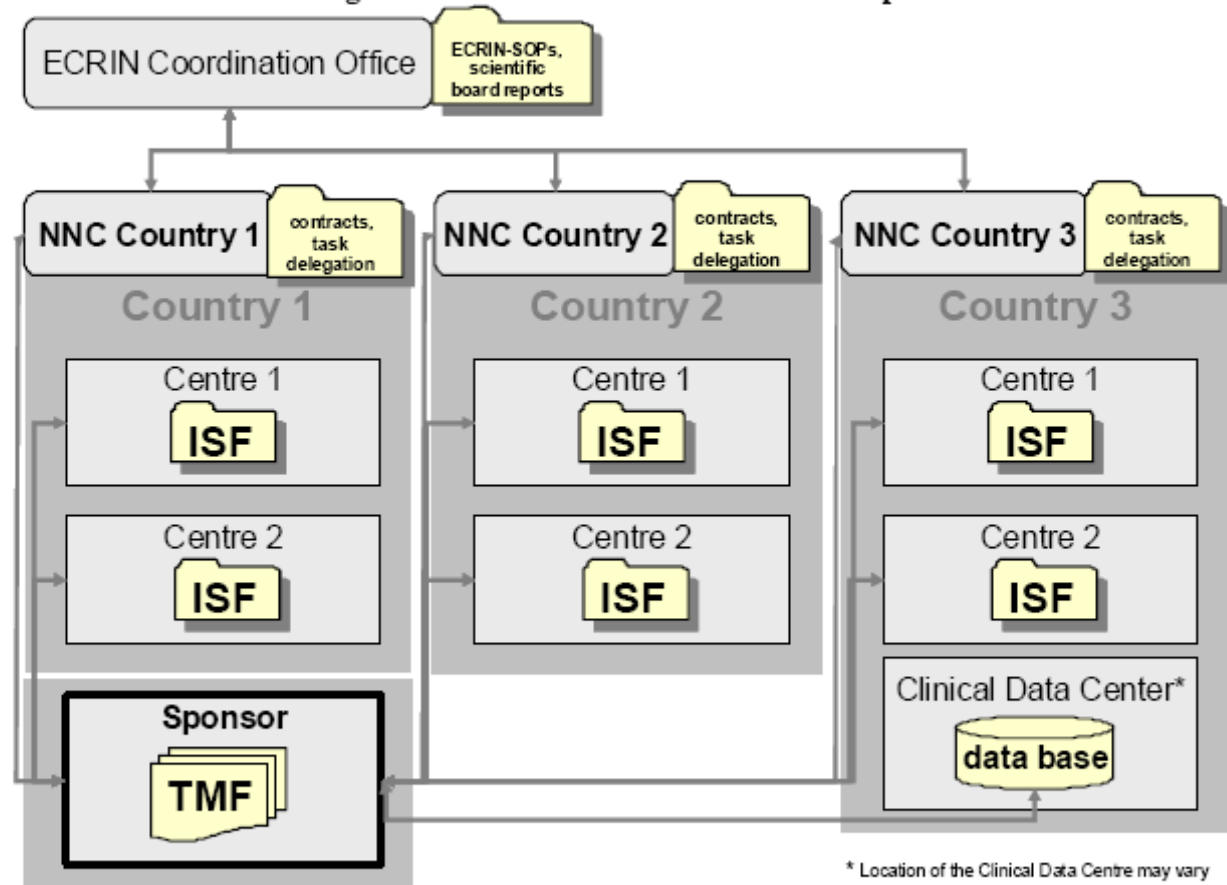 ECRIN Coordination Office
ECRIN-SOPs,
scientific
board reports
NNC Country 1
contracts,
task
delegation
NNC Country 2
contracts,
task
delegation
NNC Country 3
contracts,
task
delegation
Country 1
Country 2
Country 3
Centre 1
ISF
Centre 1
ISF
Centre 1
ISF
Centre 2
ISF
Centre 2
ISF
Centre 2
ISF
Sponsor
TMF
Clinical Data Center*
data base
* Location of the Clinical Data Centre may vary